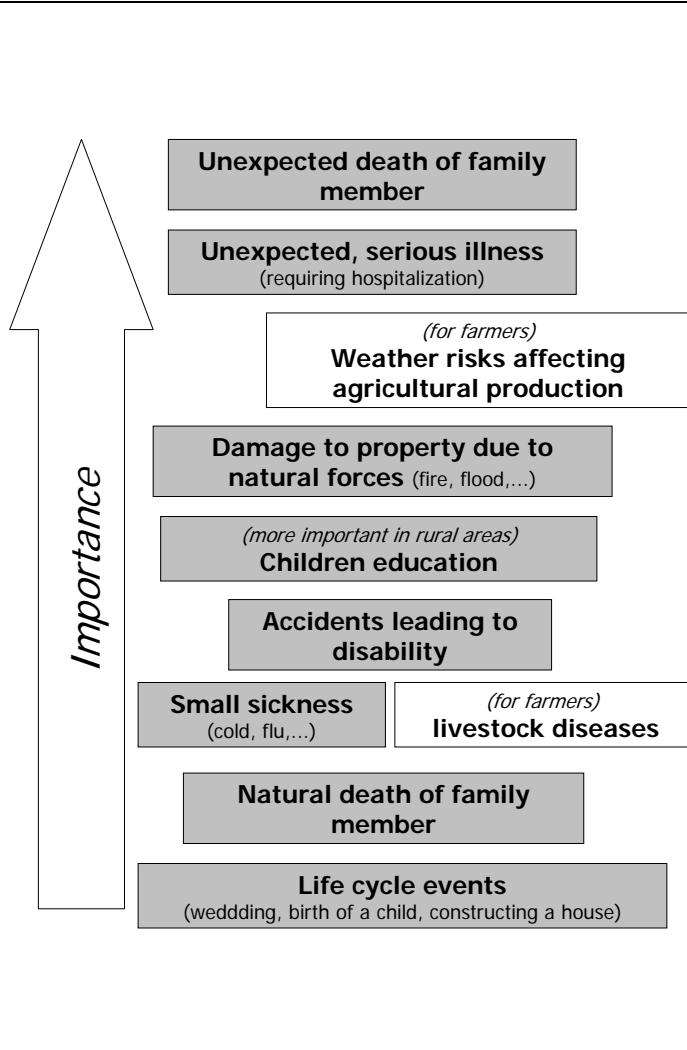 Unexpected death of family
member
Unexpected, serious illness
(requiring hospitalization)
(for farmers)
Weather risks affecting
agricultural production
Damage to property due to
natural forces (fire, flood,...)
(more important in rural areas)
Children education
Accidents leading to
disability
Small sickness
(cold, flu,...)
(for farmers)
livestock diseases
Natural death of family
member
Life cycle events
(weddding, birth of a child, constructing a house)
Importance